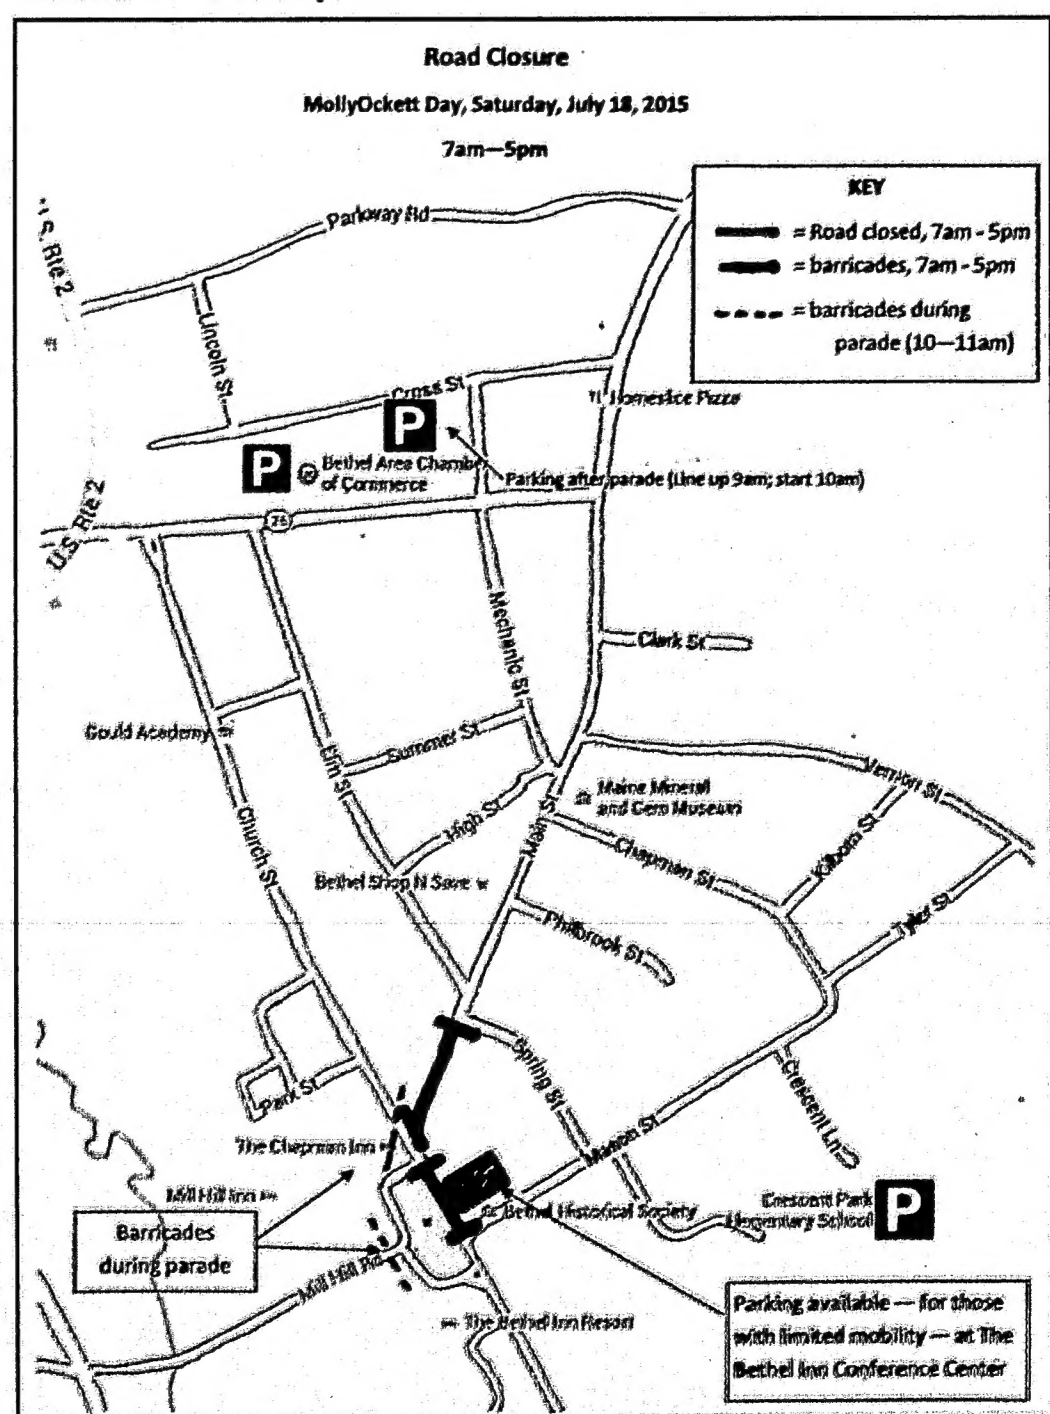 Road Closure
MollyOckett Day, Saturday, July 18, 2015
7am—5pm
KEY
= Road closed, 7am - 5pm
= barricades, 7am - 5pm
= barricades during
parade (10—11am)
Parkway Rd
U.S. Rte 2
Lincoln St
Cross St
P
Homeslice Pizza
P
Bethel Area Chamber
of Commerce
Parking after parade (Line up 9am; start 10am)
26
U.S. Rte 2
Mechanic St
Clark St
Gould Academy
Summer St
Elm St
Vernon St
Maine Mineral
and Gem Museum
Church St
High St
Main St
Chapman St
Kilborn St
Bethel Shop N Save
Philbrook St
Tyler St
Spring St
Park St
Crescent Ln
The Chapman Inn
Mason St
Mill Hill Inn
Crescent Park
Elementary School
P
Bethel Historical Society
Barricades
during parade
Mill Hill Rd
The Bethel Inn Resort
Parking available — for those
with limited mobility — at The
Bethel Inn Conference Center